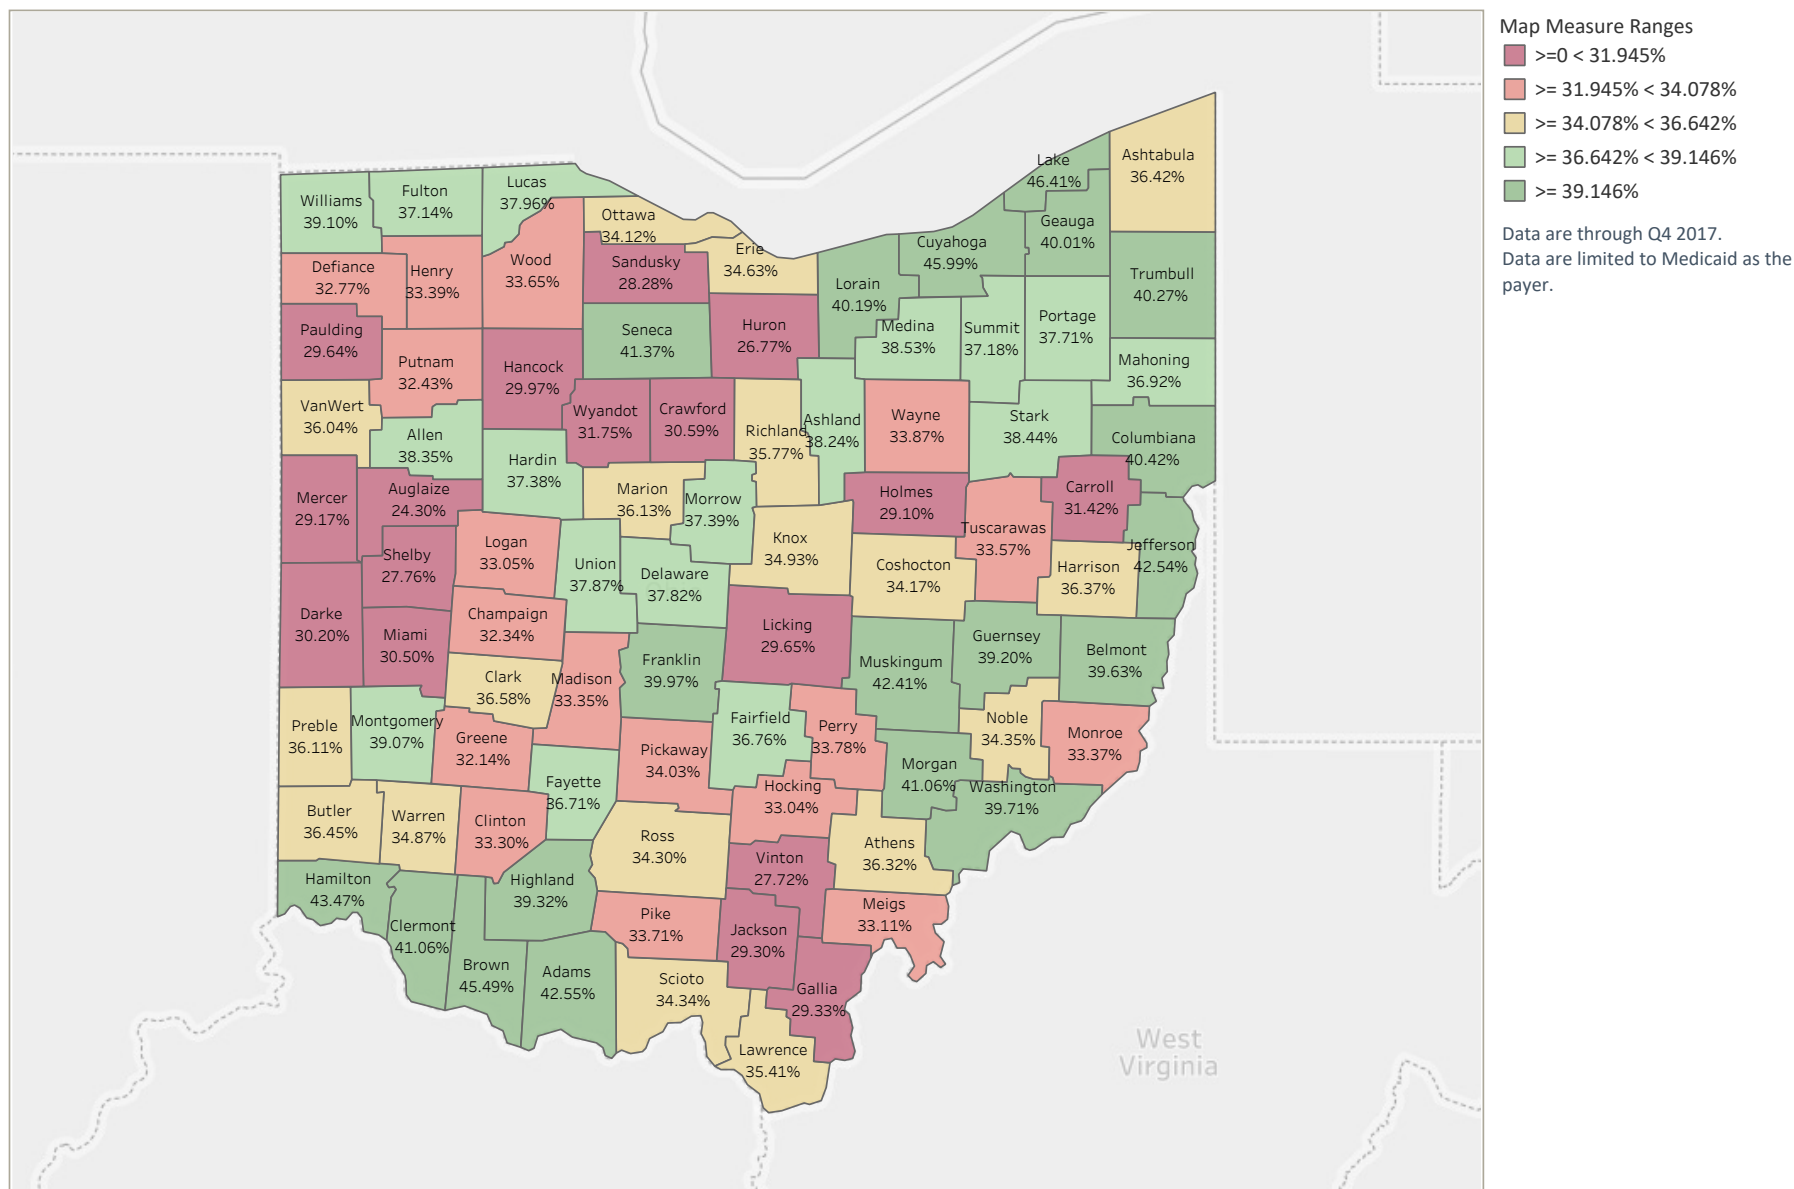 Map Measure Ranges
>=0 < 31.945%
>= 31.945% < 34.078%
>= 34.078% < 36.642%
>= 36.642% < 39.146%
>= 39.146%
Data are through Q4 2017.
Data are limited to Medicaid as the
payer.
Lake
46.41%
Ashtabula
36.42%
Williams
39.10%
Fulton
37.14%
Lucas
37.96%
Ottawa
34.12%
Erie
34.63%
Cuyahoga
45.99%
Geauga
40.01%
Defiance
32.77%
Henry
33.39%
Wood
33.65%
Sandusky
28.28%
Lorain
40.19%
Trumbull
40.27%
Paulding
29.64%
Seneca
41.37%
Huron
26.77%
Medina
38.53%
Summit
37.18%
Portage
37.71%
Putnam
32.43%
Hancock
29.97%
Mahoning
36.92%
VanWert
36.04%
Allen
38.35%
Wyandot
31.75%
Crawford
30.59%
Richland
35.77%
Ashland
38.24%
Wayne
33.87%
Stark
38.44%
Columbiana
40.42%
Mercer
29.17%
Auglaize
24.30%
Hardin
37.38%
Marion
36.13%
Morrow
37.39%
Holmes
29.10%
Carroll
31.42%
Tuscarawas
33.57%
Jefferson
42.54%
Shelby
27.76%
Logan
33.05%
Union
37.87%
Delaware
37.82%
Knox
34.93%
Coshocton
34.17%
Harrison
36.37%
Darke
30.20%
Miami
30.50%
Champaign
32.34%
Licking
29.65%
Guernsey
39.20%
Belmont
39.63%
Clark
36.58%
Madison
33.35%
Franklin
39.97%
Muskingum
42.41%
Preble
36.11%
Montgomery
39.07%
Greene
32.14%
Pickaway
34.03%
Fairfield
36.76%
Perry
33.78%
Morgan
41.06%
Noble
34.35%
Monroe
33.37%
Fayette
36.71%
Hocking
33.04%
Washington
39.71%
Butler
36.45%
Warren
34.87%
Clinton
33.30%
Ross
34.30%
Vinton
27.72%
Athens
36.32%
Hamilton
43.47%
Highland
39.32%
Clermont
41.06%
Pike
33.71%
Jackson
29.30%
Meigs
33.11%
Brown
45.49%
Adams
42.55%
Scioto
34.34%
Gallia
29.33%
Lawrence
35.41%
West
Virginia